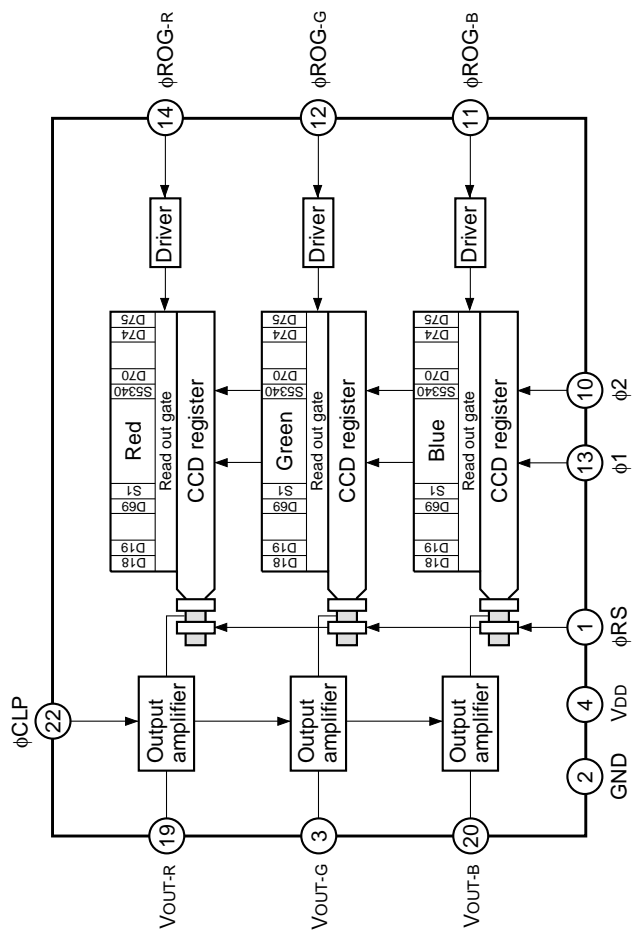 φROG-R
φROG-G
φROG-B
14
12
11
Driver
Driver
Driver
D18
D19
D69
S1
Red
S5340
D70
D74
D75
Read out gate
CCD register
D18
D19
D69
S1
Green
S5340
D70
D74
D75
Read out gate
CCD register
D18
D19
D69
S1
Blue
S5340
D70
D74
D75
Read out gate
CCD register
10
φ2
13
φ1
1
φRS
4
VDD
2
GND
φCLP
22
Output
amplifier
Output
amplifier
Output
amplifier
19
3
20
VOUT-R
VOUT-G
VOUT-B